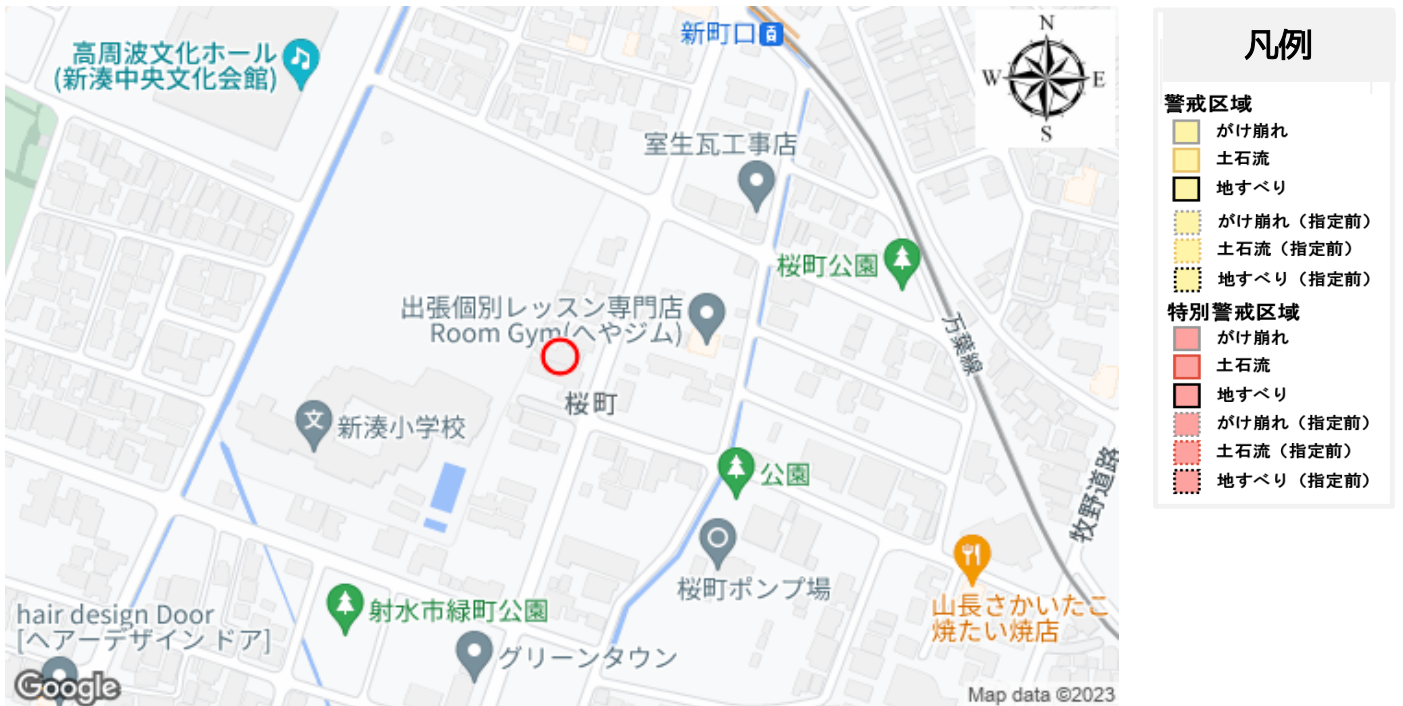 高周波文化ホール
(新湊中央文化会館)
新町口
N
W
E
S
室生瓦工事店
桜町公園
出張個別レッスン専門店
Room Gym(へやジム)
万葉線
桜町
文
新湊小学校
公園
牧野道路
桜町ポンプ場
山長さかいたこ
焼たい焼店
射水市緑町公園
hair design Door
[ヘアーデザイン ドア]
グリーンタウン
Google
Map data ©2023
凡例
警戒区域
がけ崩れ
土石流
地すべり
がけ崩れ（指定前）
土石流（指定前）
地すべり（指定前）
特別警戒区域
がけ崩れ
土石流
地すべり
がけ崩れ（指定前）
土石流（指定前）
地すべり（指定前）